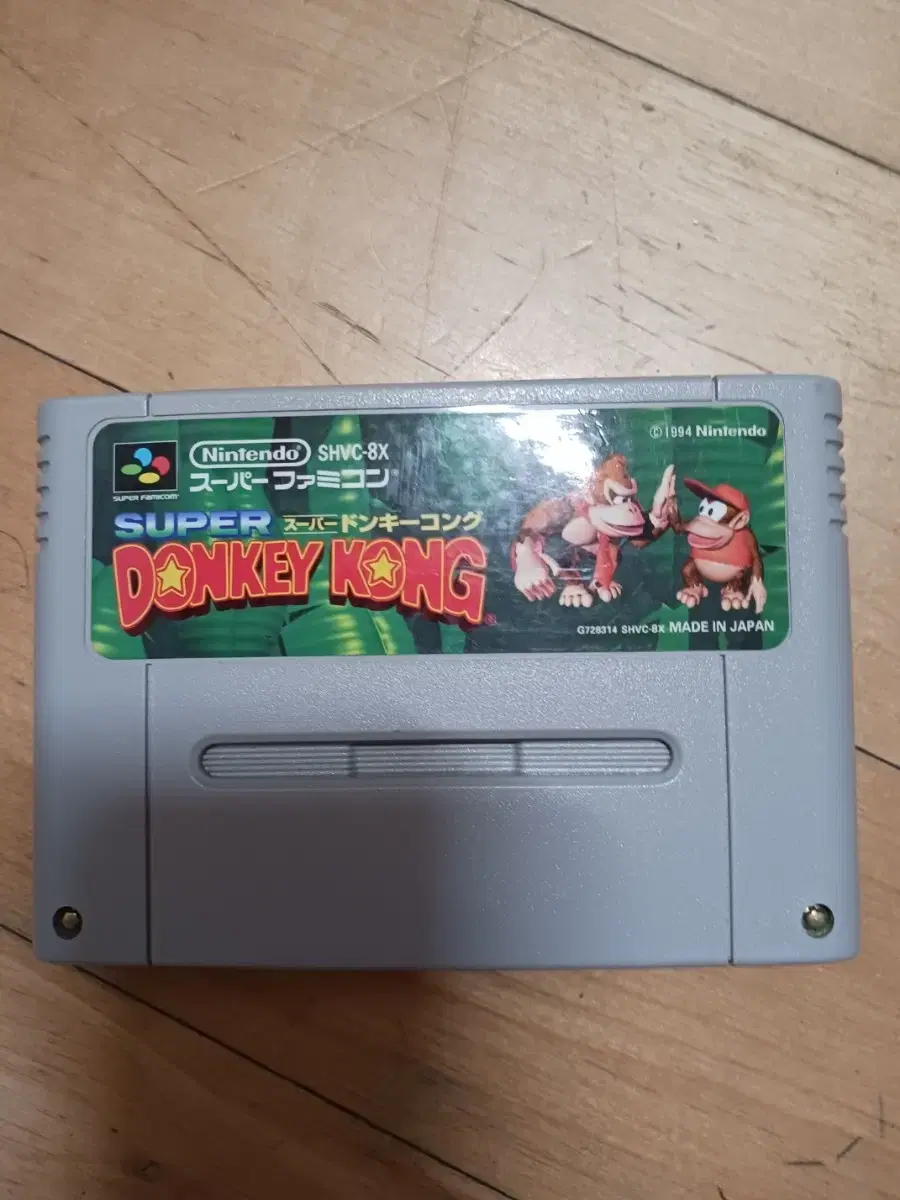 Nintendo SHVC-8X
スーパーファミコン®
SUPER FAMICOM™
©1994 Nintendo
SUPER スーパードンキーコング
DONKEY KONG®
G728314 SHVC-8X MADE IN JAPAN